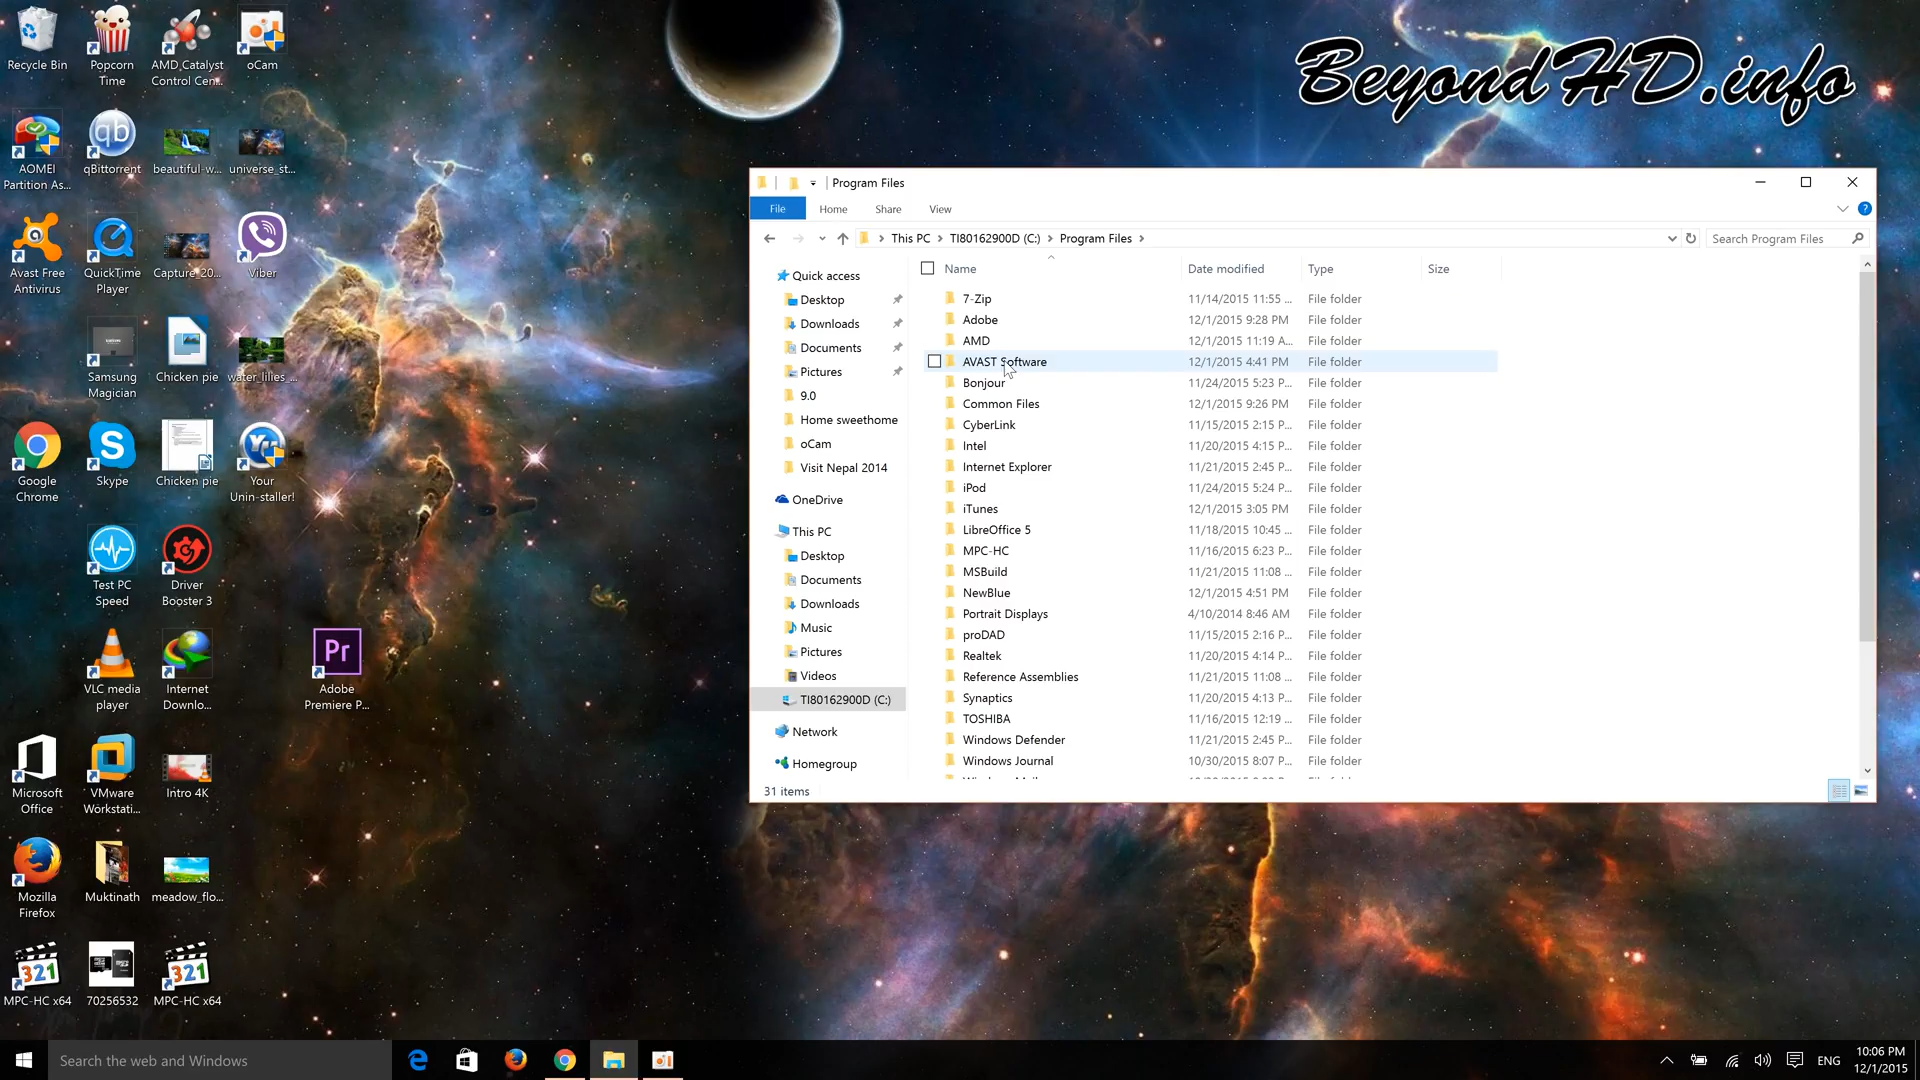 Recycle Bin
Popcorn
Time
AMD Catalyst
Control Cen...
oCam
BeyondHD.info
AOMEI
Partition As...
qBittorrent
beautiful-w...
universe_st...
Avast Free
Antivirus
QuickTime
Player
Capture_20...
Viber
Samsung
Magician
Chicken pie
water_lilies_...
Google
Chrome
Skype
Chicken pie
Your
Unin-staller!
Test PC
Speed
Driver
Booster 3
VLC media
player
Internet
Downlo...
Pr
Adobe
Premiere P...
Microsoft
Office
VMware
Workstati...
Intro 4K
Mozilla
Firefox
Muktinath
meadow_flo...
321
MPC-HC x64
70256532
321
MPC-HC x64
Program Files
File Home Share View
This PC TI80162900D (C:) Program Files
Search Program Files
Quick access
Desktop
Downloads
Documents
Pictures
9.0
Home sweethome
oCam
Visit Nepal 2014
OneDrive
This PC
Desktop
Documents
Downloads
Music
Pictures
Videos
TI80162900D (C:)
Network
Homegroup
Name Date modified Type Size
7-Zip 11/14/2015 11:55 ... File folder
Adobe 12/1/2015 9:28 PM File folder
AMD 12/1/2015 11:19 A... File folder
AVAST Software 12/1/2015 4:41 PM File folder
Bonjour 11/24/2015 5:23 P... File folder
Common Files 12/1/2015 9:26 PM File folder
CyberLink 11/15/2015 2:15 P... File folder
Intel 11/20/2015 4:15 P... File folder
Internet Explorer 11/21/2015 2:45 P... File folder
iPod 11/24/2015 5:24 P... File folder
iTunes 12/1/2015 3:05 PM File folder
LibreOffice 5 11/18/2015 10:45 ... File folder
MPC-HC 11/16/2015 6:23 P... File folder
MSBuild 11/21/2015 11:08 ... File folder
NewBlue 12/1/2015 4:51 PM File folder
Portrait Displays 4/10/2014 8:46 AM File folder
proDAD 11/15/2015 2:16 P... File folder
Realtek 11/20/2015 4:14 P... File folder
Reference Assemblies 11/21/2015 11:08 ... File folder
Synaptics 11/20/2015 4:13 P... File folder
TOSHIBA 11/16/2015 12:19 ... File folder
Windows Defender 11/21/2015 2:45 P... File folder
Windows Journal 10/30/2015 8:07 P... File folder
31 items
Search the web and Windows
ENG
10:06 PM
12/1/2015